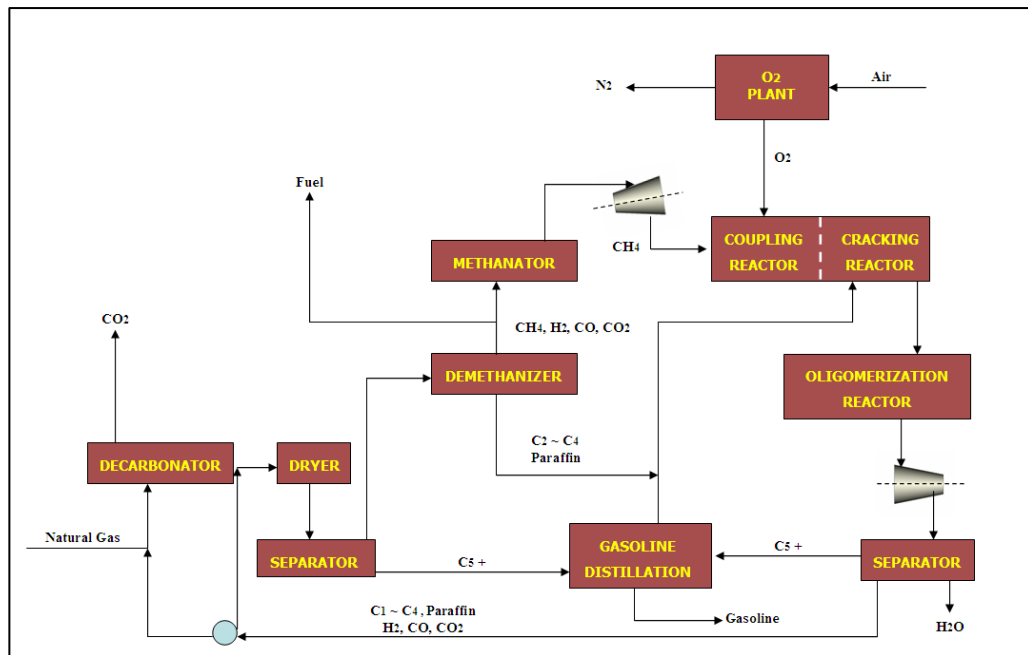 O2
PLANT
N2
Air
O2
Fuel
CH4
COUPLING
REACTOR
CRACKING
REACTOR
METHANATOR
CO2
CH4, H2, CO, CO2
DEMETHANIZER
OLIGOMERIZATION
REACTOR
C2 ~ C4
Paraffin
DECARBONATOR
DRYER
Natural Gas
SEPARATOR
C5 +
GASOLINE
DISTILLATION
C5 +
SEPARATOR
C1 ~ C4 , Paraffin
H2, CO, CO2
Gasoline
H2O